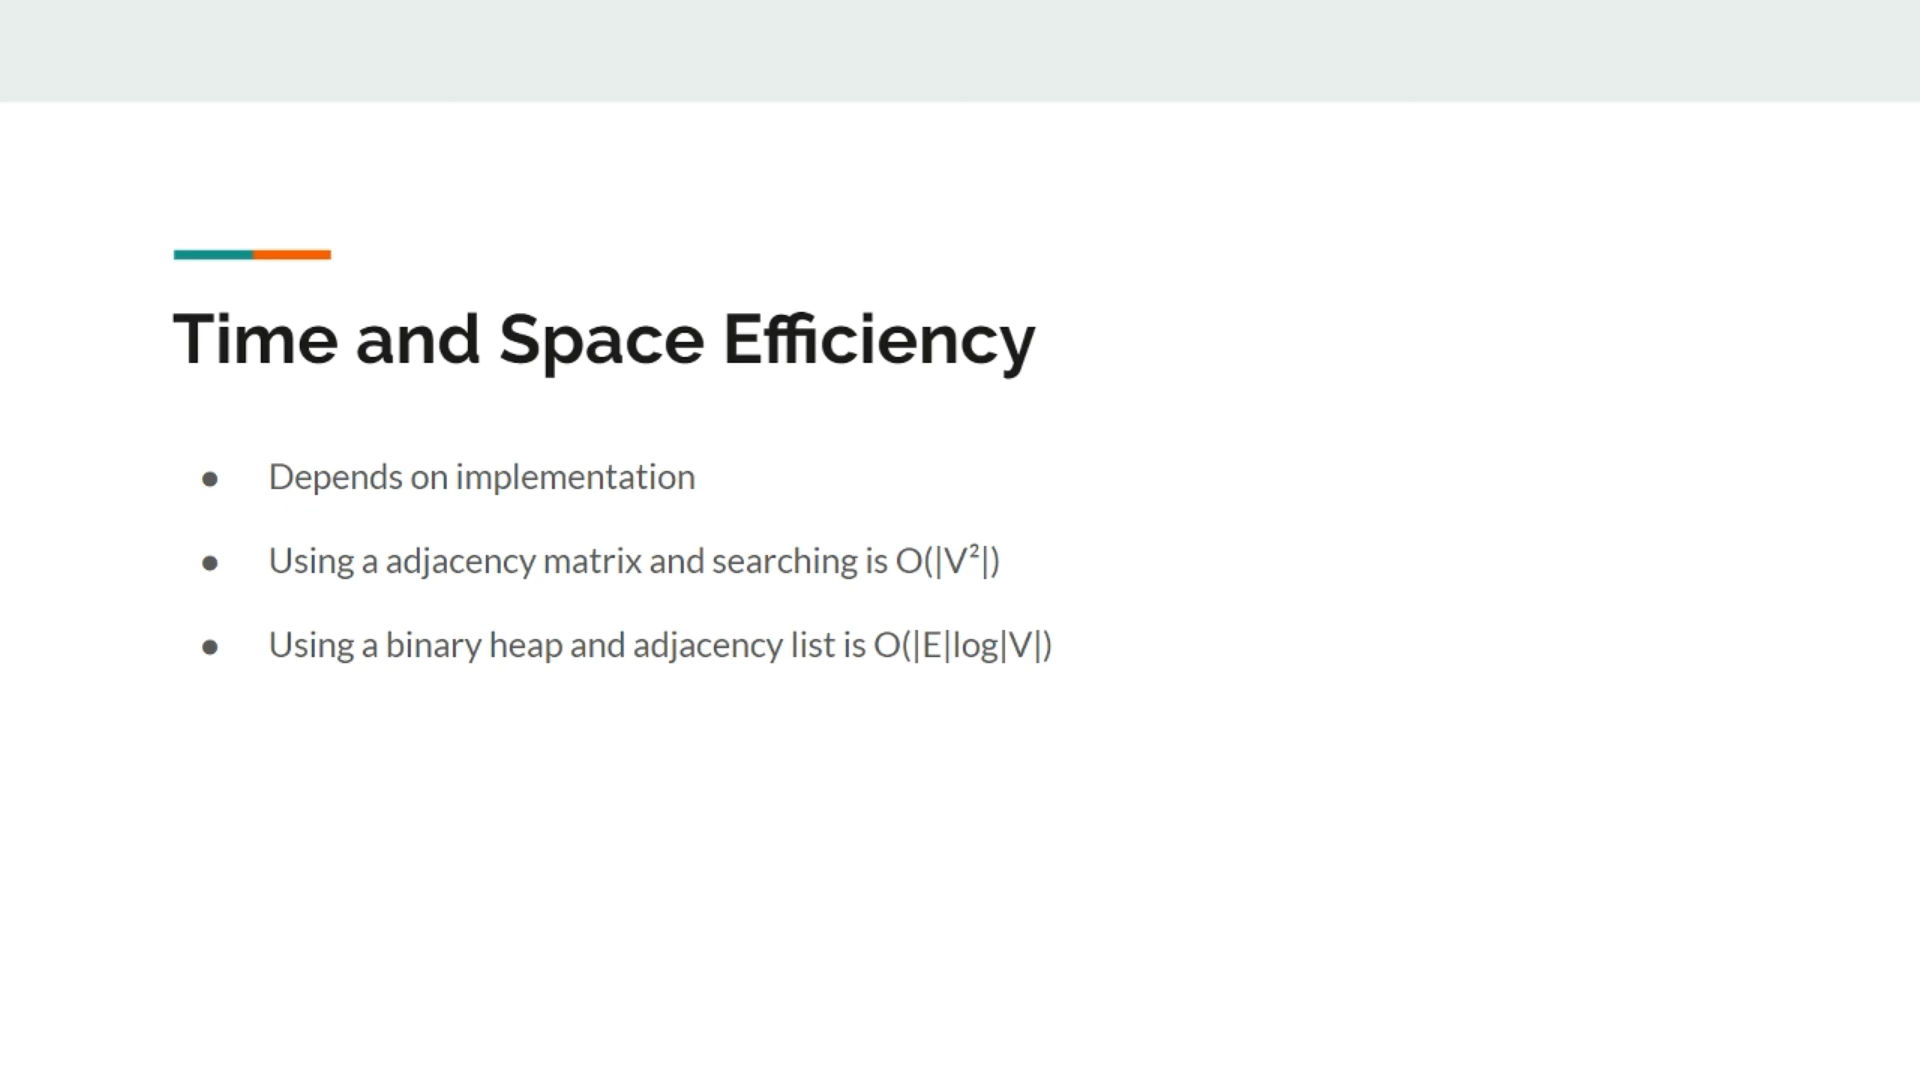 Time and Space Efficiency
● Depends on implementation
● Using a adjacency matrix and searching is O(|V²|)
● Using a binary heap and adjacency list is O(|E|log|V|)